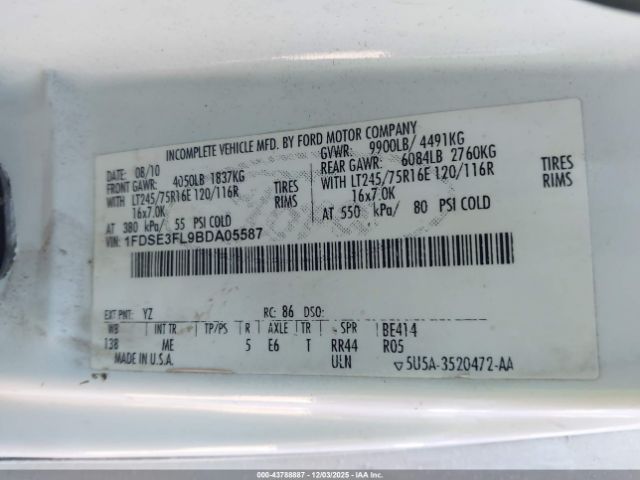 INCOMPLETE VEHICLE MFD. BY FORD MOTOR COMPANY
DATE: 08/10 GVWR: 9900LB/ 4491KG
FRONT GAWR: 4050LB 1837KG REAR GAWR: 6084LB 2760KG
WITH LT245/75R16E 120/116R TIRES WITH LT245/75R16E 120/116R TIRES
16x7.0K RIMS 16x7.0K RIMS
AT 380 kPa/ 55 PSI COLD AT 550 kPa/ 80 PSI COLD
VIN: 1FDSE3FL9BDA05587
EXT PNT: YZ RC: 86 DSO:
WB INT TR TP/PS R AXLE TR SPR BE414
138 ME 5 E6 T RR44 R05
MADE IN U.S.A. ULN ▽5U5A-3520472-AA
000-43788887 - 12/03/2025 - IAAI.com